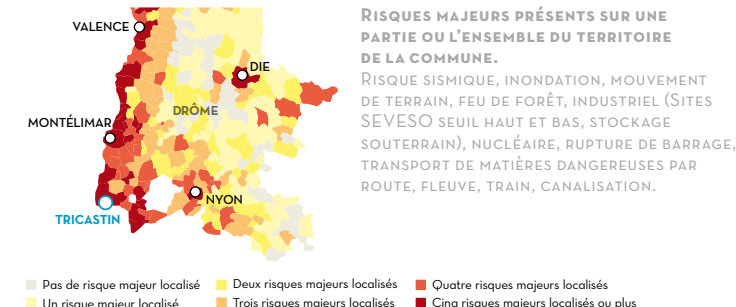 VALENCE
DIE
DRÔME
MONTÉLIMAR
NYON
TRICASTIN
RISQUES MAJEURS PRÉSENTS SUR UNE
PARTIE OU L'ENSEMBLE DU TERRITOIRE
DE LA COMMUNE.
RISQUE SISMIQUE, INONDATION, MOUVEMENT
DE TERRAIN, FEU DE FORÊT, INDUSTRIEL (SITES
SEVESO SEUIL HAUT ET BAS, STOCKAGE
SOUTERRAIN), NUCLÉAIRE, RUPTURE DE BARRAGE,
TRANSPORT DE MATIÈRES DANGEREUSES PAR
ROUTE, FLEUVE, TRAIN, CANALISATION.
Pas de risque majeur localisé
Deux risques majeurs localisés
Quatre risques majeurs localisés
Un risque majeur localisé
Trois risques majeurs localisés
Cinq risques majeurs localisés ou plus